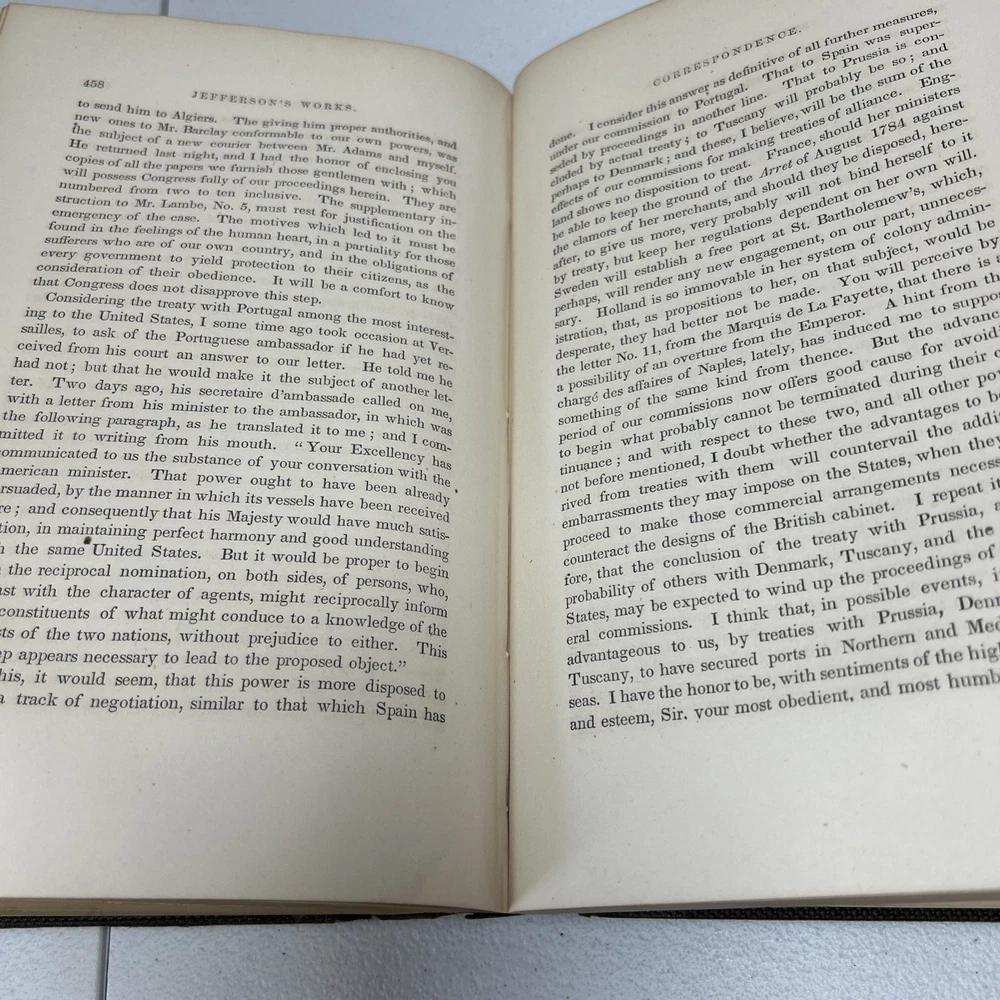 458
JEFFERSON'S WORKS.
to send him to Algiers. The giving him proper authorities, and
new ones to Mr. Barclay conformable to our own powers, was
the subject of a new courier between Mr. Adams and myself.
He returned last night, and I had the honor of enclosing you
copies of all the papers we furnish those gentlemen with; which
will possess Congress fully of our proceedings herein. They are
numbered from two to ten inclusive. The supplementary in-
struction to Mr. Lambe, No. 5, must rest for justification on the
emergency of the case. The motives which led to it must be
found in the feelings of the human heart, in a partiality for those
sufferers who are of our own country, and in the obligations of
every government to yield protection to their citizens, as the
consideration of their obedience. It will be a comfort to know
that Congress does not disapprove this step.
Considering the treaty with Portugal among the most interest-
ing to the United States, I some time ago took occasion at Ver-
sailles, to ask of the Portuguese ambassador if he had yet re-
ceived from his court an answer to our letter. He told me he
had not; but that he would make it the subject of another let-
ter. Two days ago, his secretaire d'ambassade called on me,
with a letter from his minister to the ambassador, in which was
the following paragraph, as he translated it to me; and I com-
mitted it to writing from his mouth. "Your Excellency has
ommunicated to us the substance of your conversation with the
merican minister. That power ought to have been already
rsuaded, by the manner in which its vessels have been received
re; and consequently that his Majesty would have much satis-
tion, in maintaining perfect harmony and good understanding
h the same United States. But it would be proper to begin
the reciprocal nomination, on both sides, of persons, who,
ast with the character of agents, might reciprocally inform
constituents of what might conduce to a knowledge of the
sts of the two nations, without prejudice to either. This
ep appears necessary to lead to the proposed object."
his, it would seem, that this power is more disposed to
a track of negotiation, similar to that which Spain has
CORRESPONDENCE.
done. I consider this answer as definitive of all further measures,
under our commission to Portugal. That to Spain was super-
seded by proceedings in another line. That to Prussia is con-
cluded by actual treaty; to Tuscany will probably be so; and
perhaps to Denmark; and these, I believe, will be the sum of the
effects of our commissions for making treaties of alliance. Eng-
land shows no disposition to treat. France, should her ministers
be able to keep the ground of the Arret of August 1784 against
the clamors of her merchants, and should they be disposed, here-
after, to give us more, very probably will not bind herself to it
by treaty, but keep her regulations dependent on her own will.
Sweden will establish a free port at St. Bartholemew's, which,
perhaps, will render any new engagement, on our part, unneces-
sary. Holland is so immovable in her system of colony admin-
istration, that, as propositions to her, on that subject, would be
desperate, they had better not be made. You will perceive by
the letter No. 11, from the Marquis de La Fayette, that there is a
a possibility of an overture from the Emperor. A hint from th
chargé des affaires of Naples, lately, has induced me to suppos
something of the same kind from thence. But the advanc
period of our commissions now offers good cause for avoidi
to begin what probably cannot be terminated during their c
tinuance; and with respect to these two, and all other pow
not before mentioned, I doubt whether the advantages to be
rived from treaties with them will countervail the addi
embarrassments they may impose on the States, when they
proceed to make those commercial arrangements necess
counteract the designs of the British cabinet. I repeat it
fore, that the conclusion of the treaty with Prussia, a
probability of others with Denmark, Tuscany, and the
States, may be expected to wind up the proceedings of
eral commissions. I think that, in possible events, i
advantageous to us, by treaties with Prussia, Denm
Tuscany, to have secured ports in Northern and Med
seas. I have the honor to be, with sentiments of the high
and esteem, Sir, your most obedient, and most humb